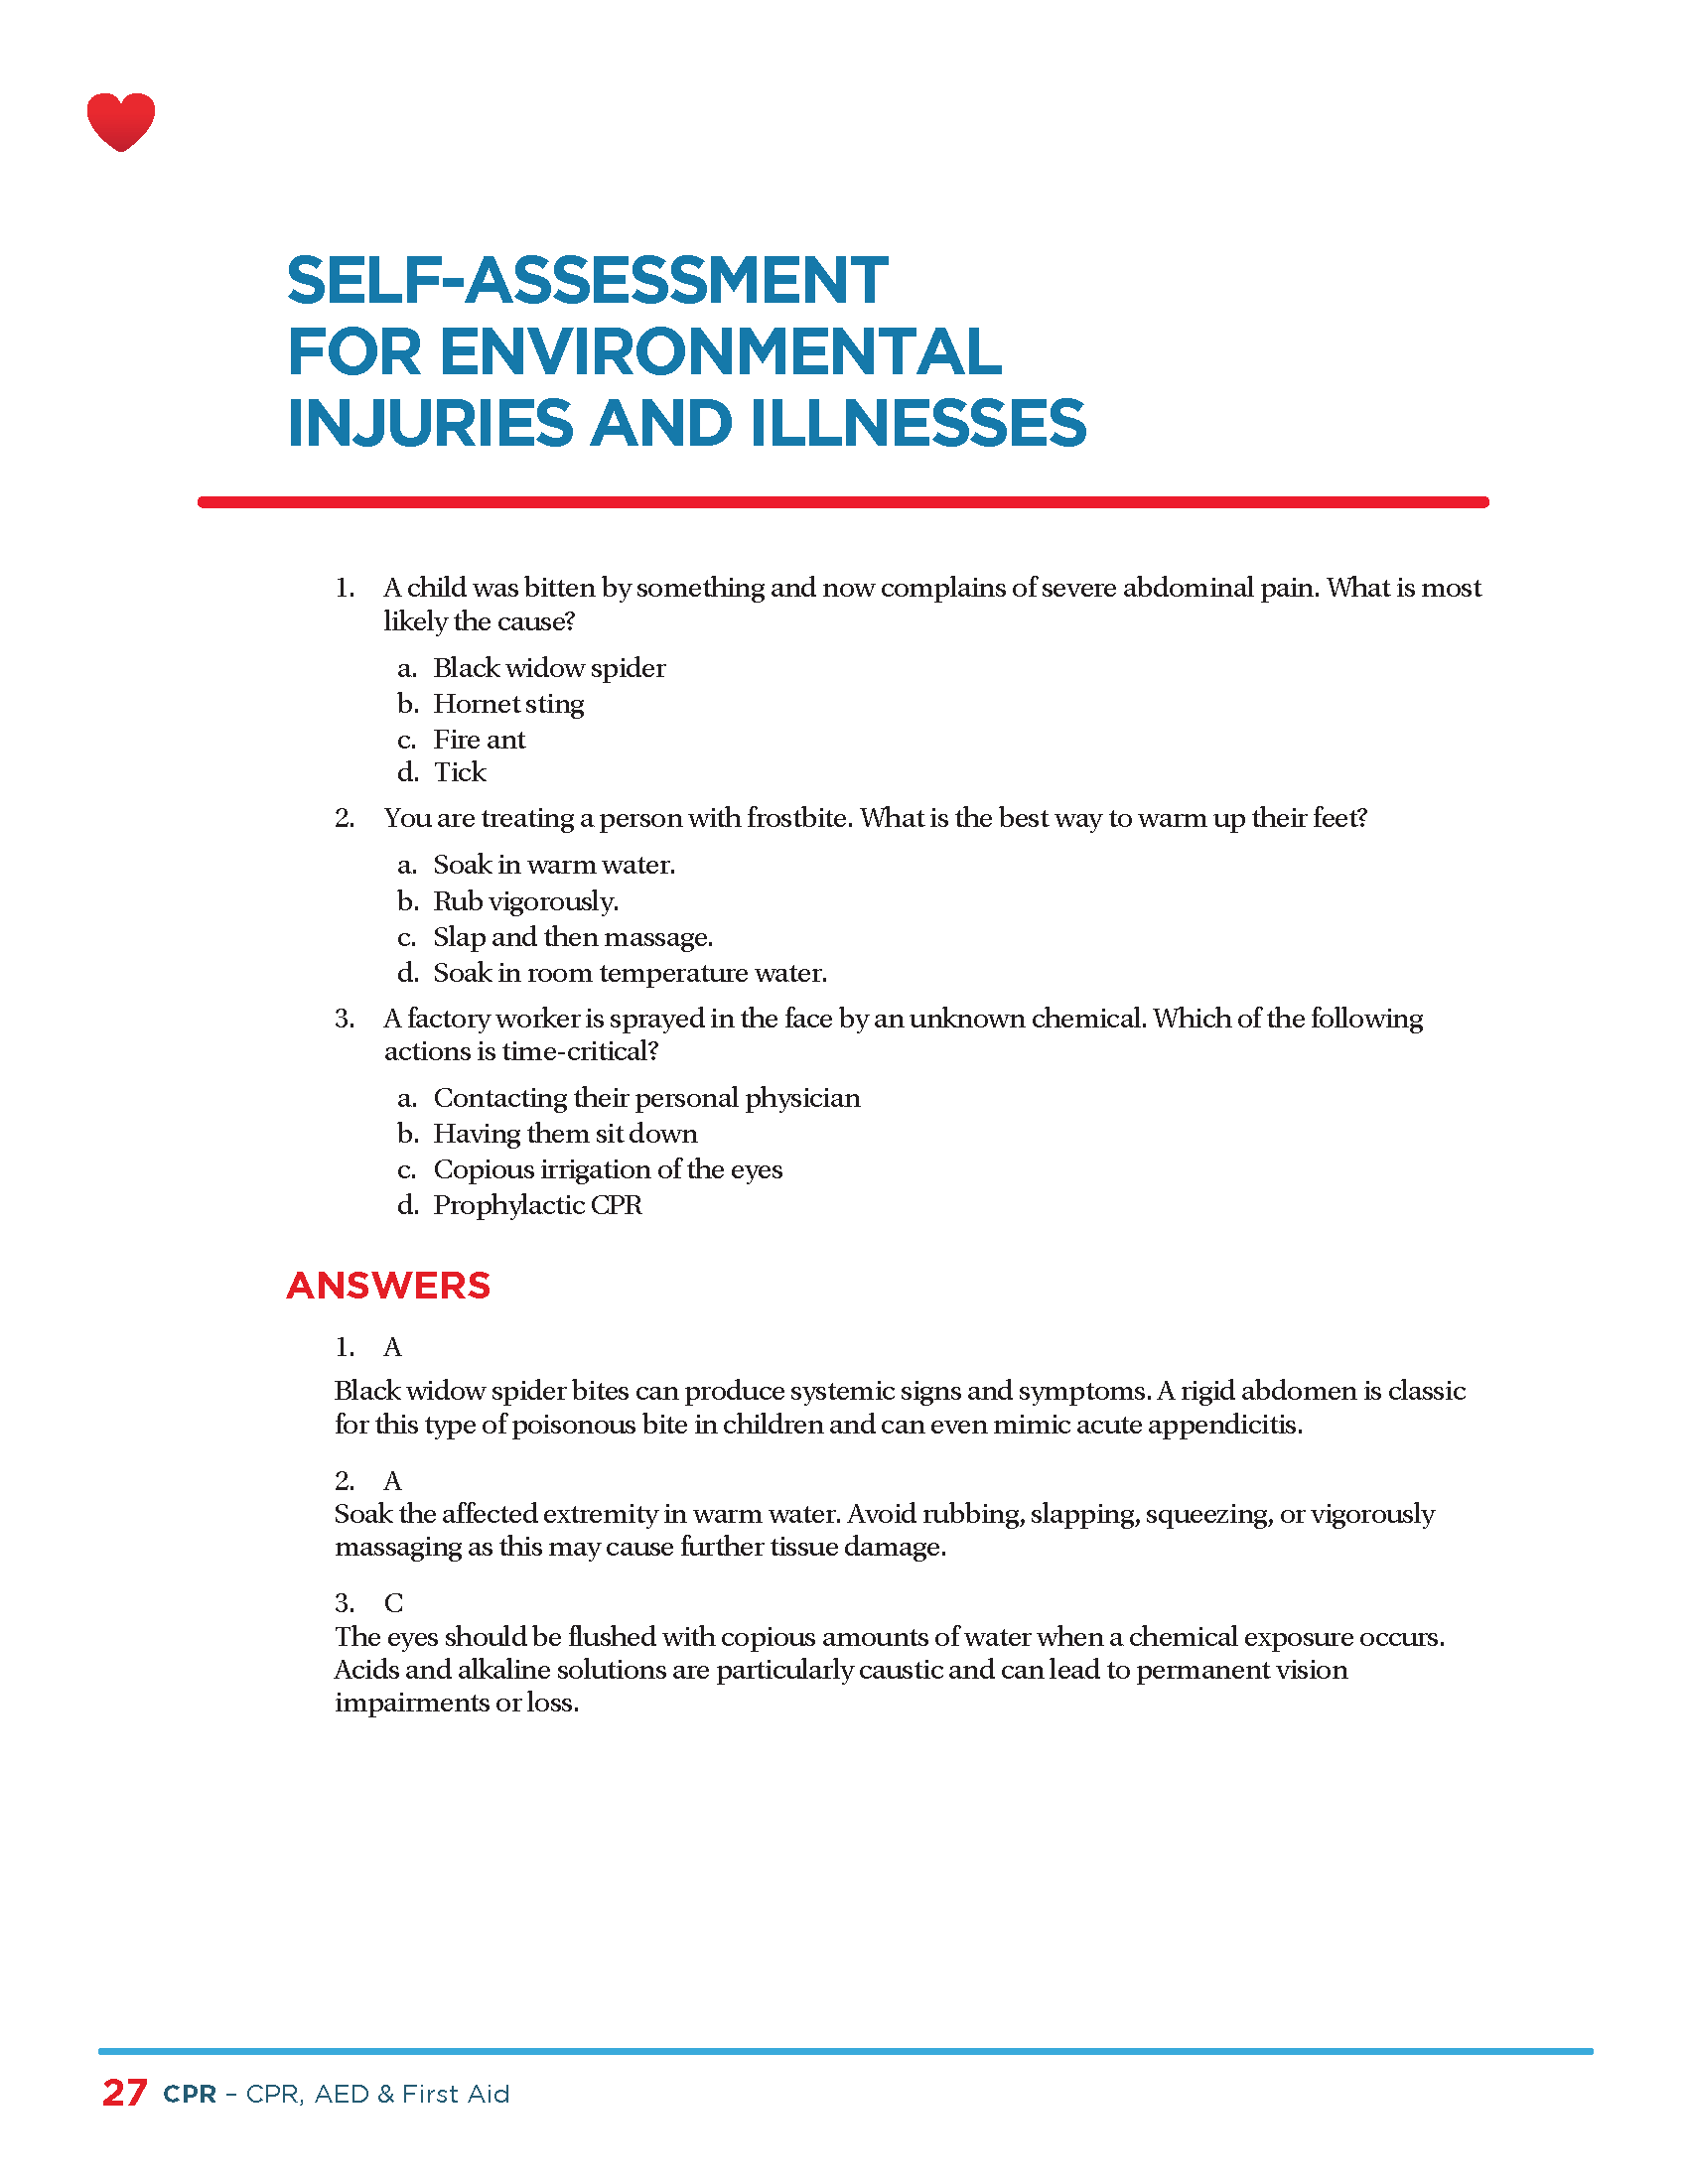 SELF-ASSESSMENT
FOR ENVIRONMENTAL
INJURIES AND ILLNESSES
1. A child was bitten by something and now complains of severe abdominal pain. What is most
likely the cause?
a. Black widow spider
b. Hornet sting
c. Fire ant
d. Tick
2. You are treating a person with frostbite. What is the best way to warm up their feet?
a. Soak in warm water.
b. Rub vigorously.
c. Slap and then massage.
d. Soak in room temperature water.
3. A factory worker is sprayed in the face by an unknown chemical. Which of the following
actions is time-critical?
a. Contacting their personal physician
b. Having them sit down
c. Copious irrigation of the eyes
d. Prophylactic CPR
ANSWERS
1. A
Black widow spider bites can produce systemic signs and symptoms. A rigid abdomen is classic
for this type of poisonous bite in children and can even mimic acute appendicitis.
2. A
Soak the affected extremity in warm water. Avoid rubbing, slapping, squeezing, or vigorously
massaging as this may cause further tissue damage.
3. C
The eyes should be flushed with copious amounts of water when a chemical exposure occurs.
Acids and alkaline solutions are particularly caustic and can lead to permanent vision
impairments or loss.
27 CPR – CPR, AED & First Aid